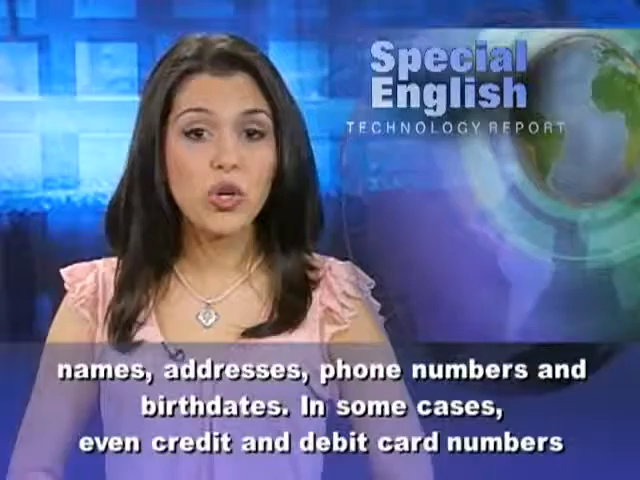 Special
English
TECHNOLOGY REPORT
names, addresses, phone numbers and
birthdates. In some cases,
even credit and debit card numbers